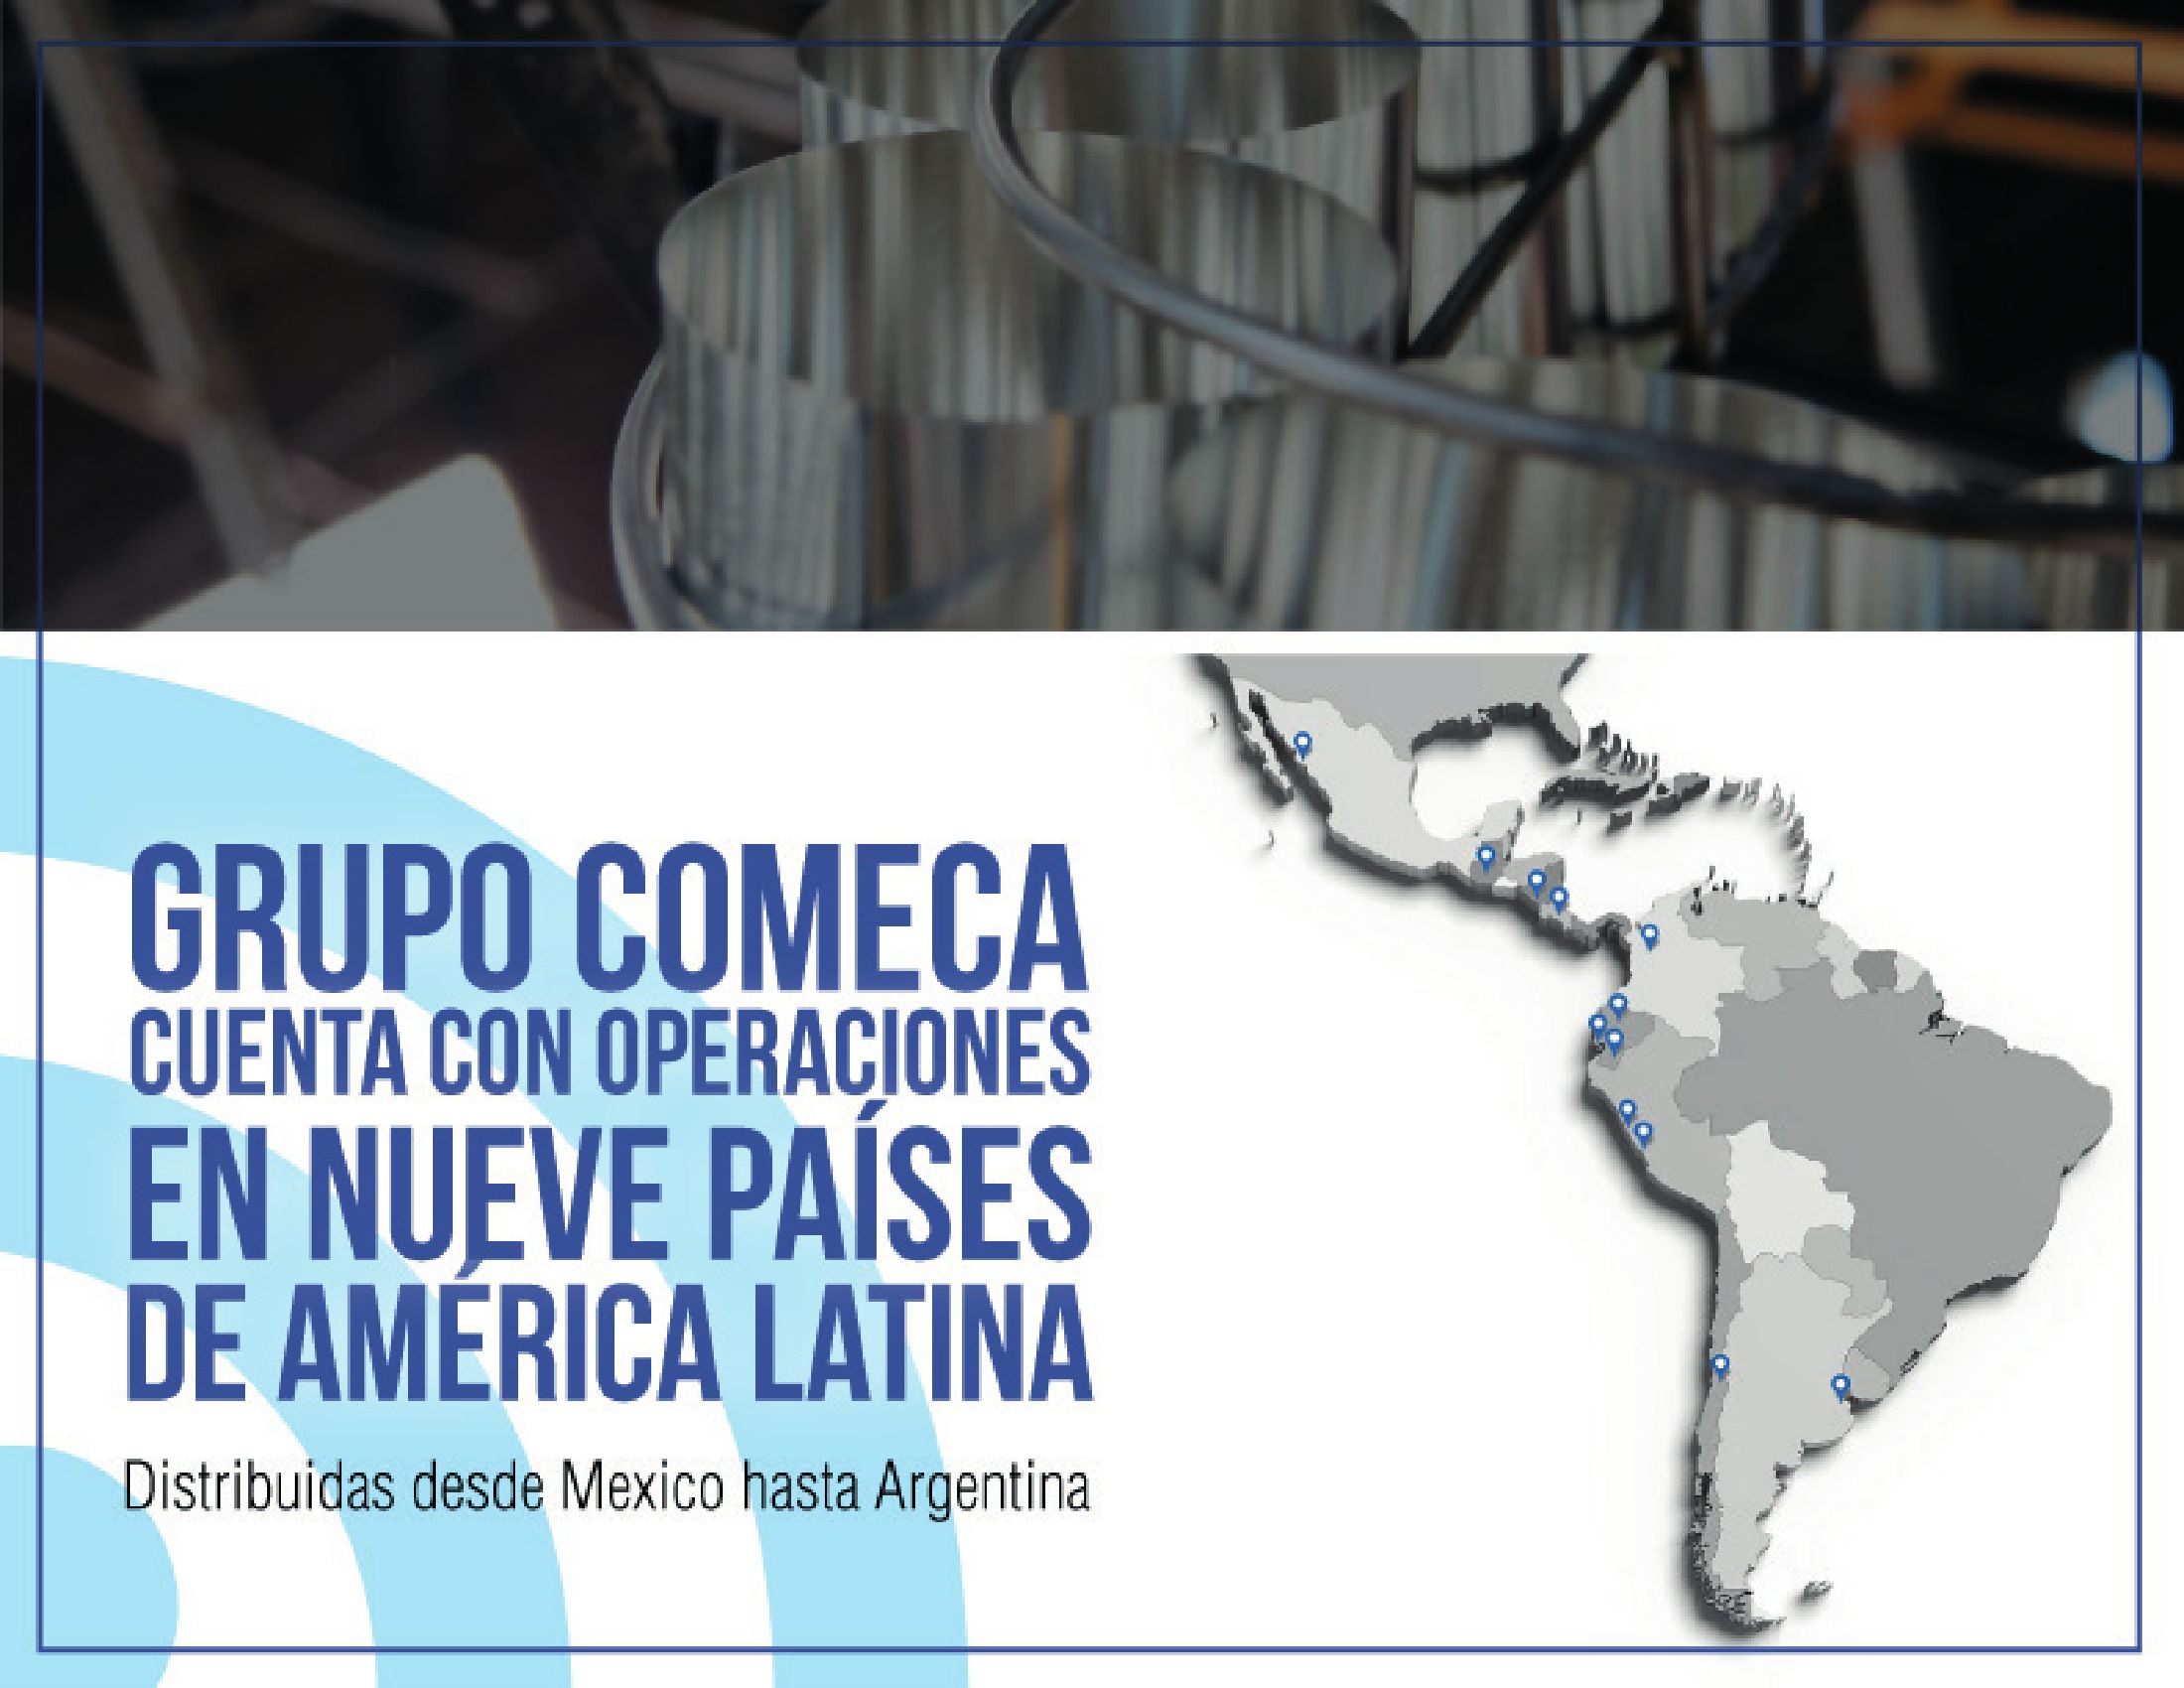 GRUPO COMECA
CUENTA CON OPERACIONES
EN NUEVE PAÍSES
DE AMÉRICA LATINA
Distribuidas desde Mexico hasta Argentina